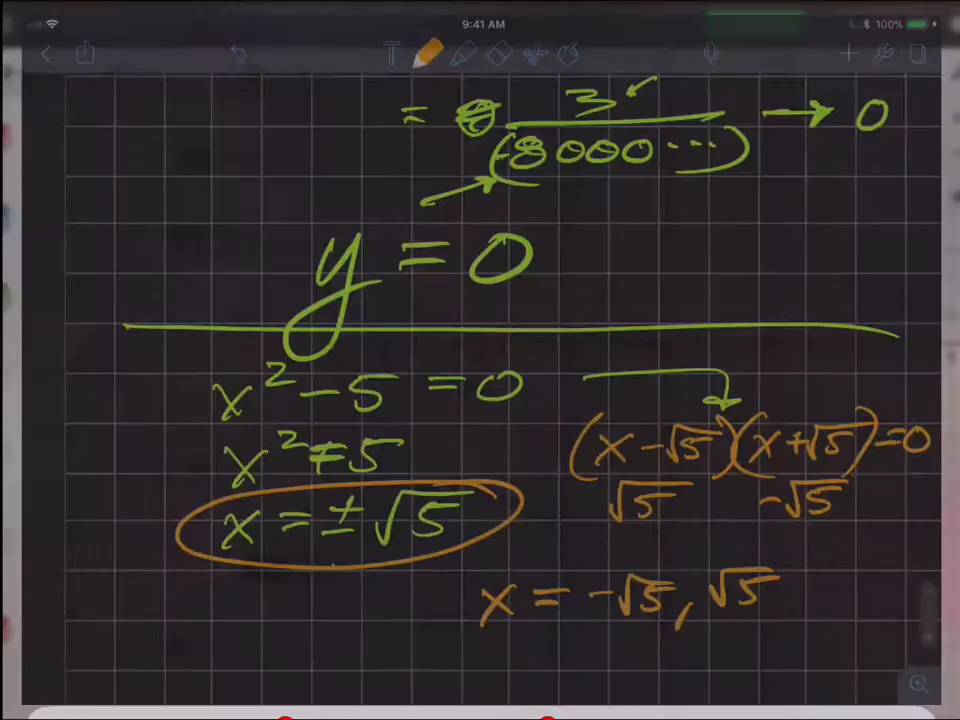 9:41 AM
100%
T
= 3 / (-8000...) → 0
y = 0
x² - 5 = 0
(x - √5)(x + √5) = 0
x² = 5
√5 -√5
x = ± √5
x = -√5, √5